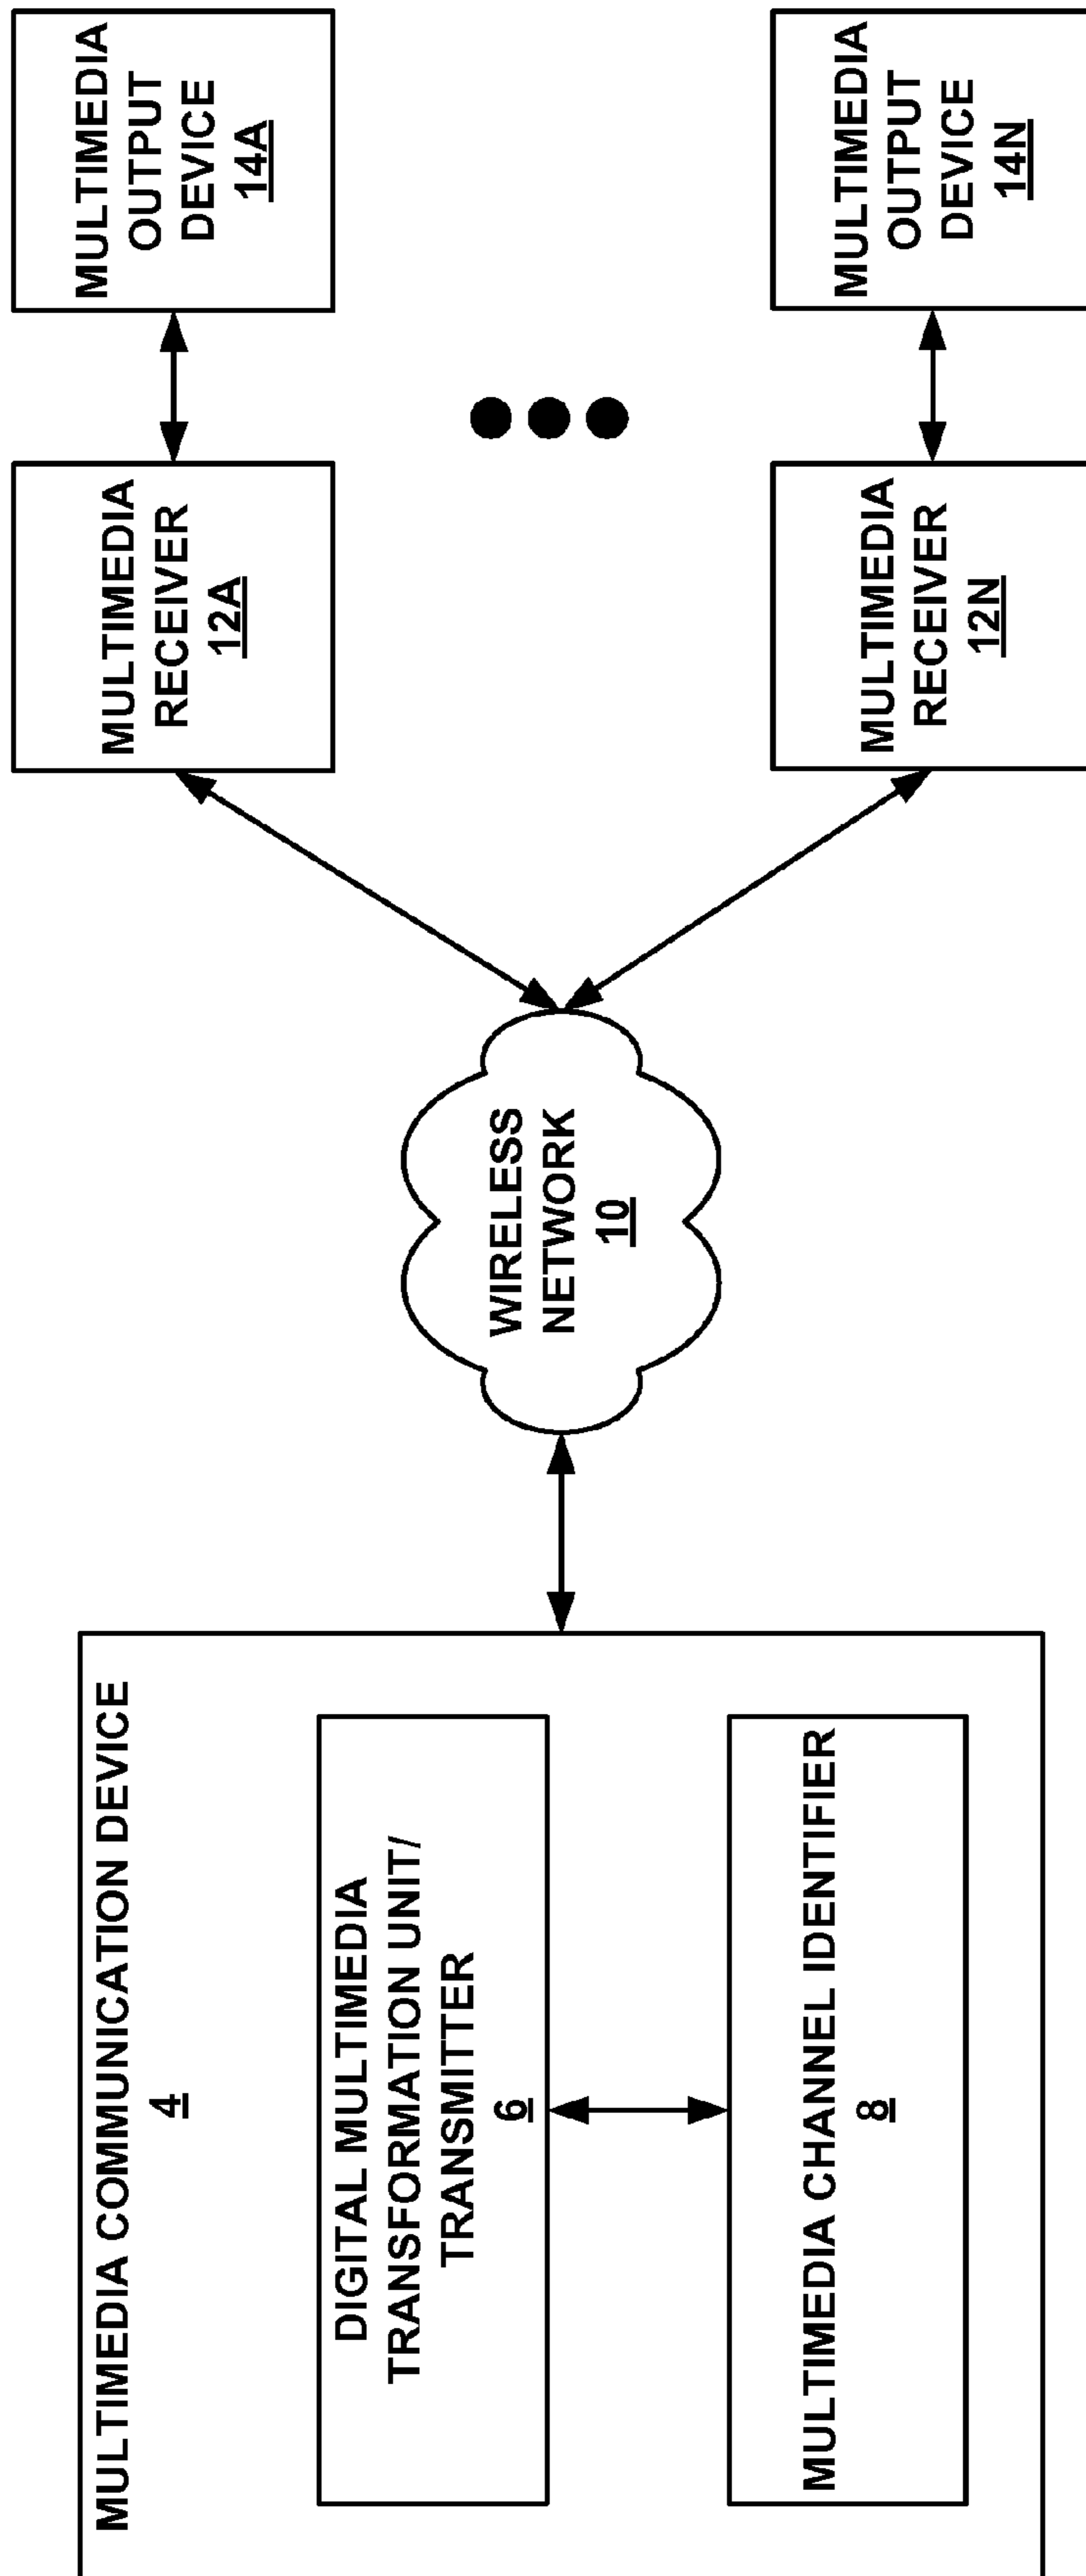 MULTIMEDIA COMMUNICATION DEVICE
4
DIGITAL MULTIMEDIA
TRANSFORMATION UNIT/
TRANSMITTER
6
MULTIMEDIA CHANNEL IDENTIFIER
8
WIRELESS
NETWORK
10
MULTIMEDIA
RECEIVER
12A
MULTIMEDIA
OUTPUT
DEVICE
14A
MULTIMEDIA
RECEIVER
12N
MULTIMEDIA
OUTPUT
DEVICE
14N